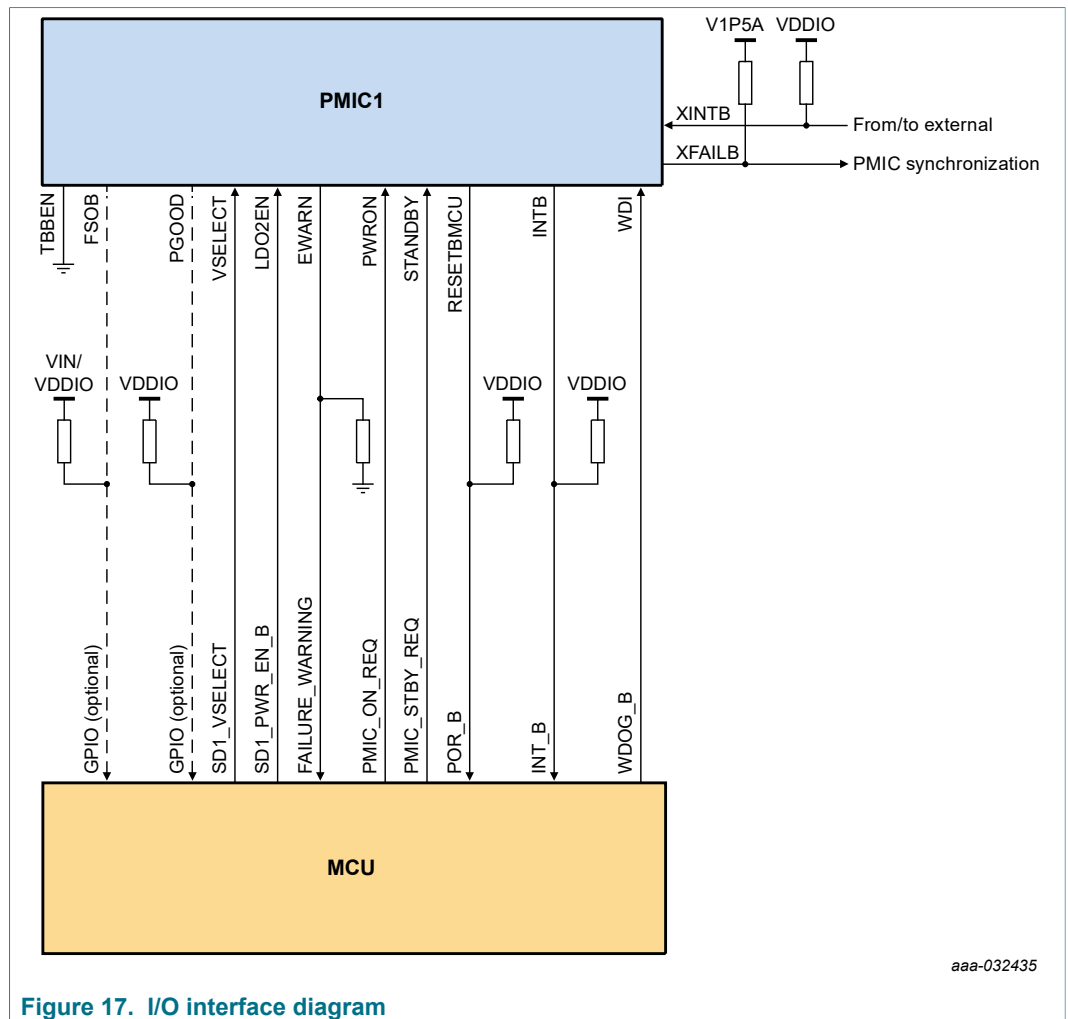 V1P5A VDDIO
PMIC1
XINTB
From/to external
XFAILB
PMIC synchronization
TBBEN
FSOB
PGOOD
VSELECT
LDO2EN
EWARN
PWRON
STANDBY
RESETBMCU
INTB
WDI
VIN/
VDDIO
VDDIO
VDDIO
VDDIO
GPIO (optional)
GPIO (optional)
SD1_VSELECT
SD1_PWR_EN_B
FAILURE_WARNING
PMIC_ON_REQ
PMIC_STBY_REQ
POR_B
INT_B
WDOG_B
MCU
aaa-032435
Figure 17. I/O interface diagram